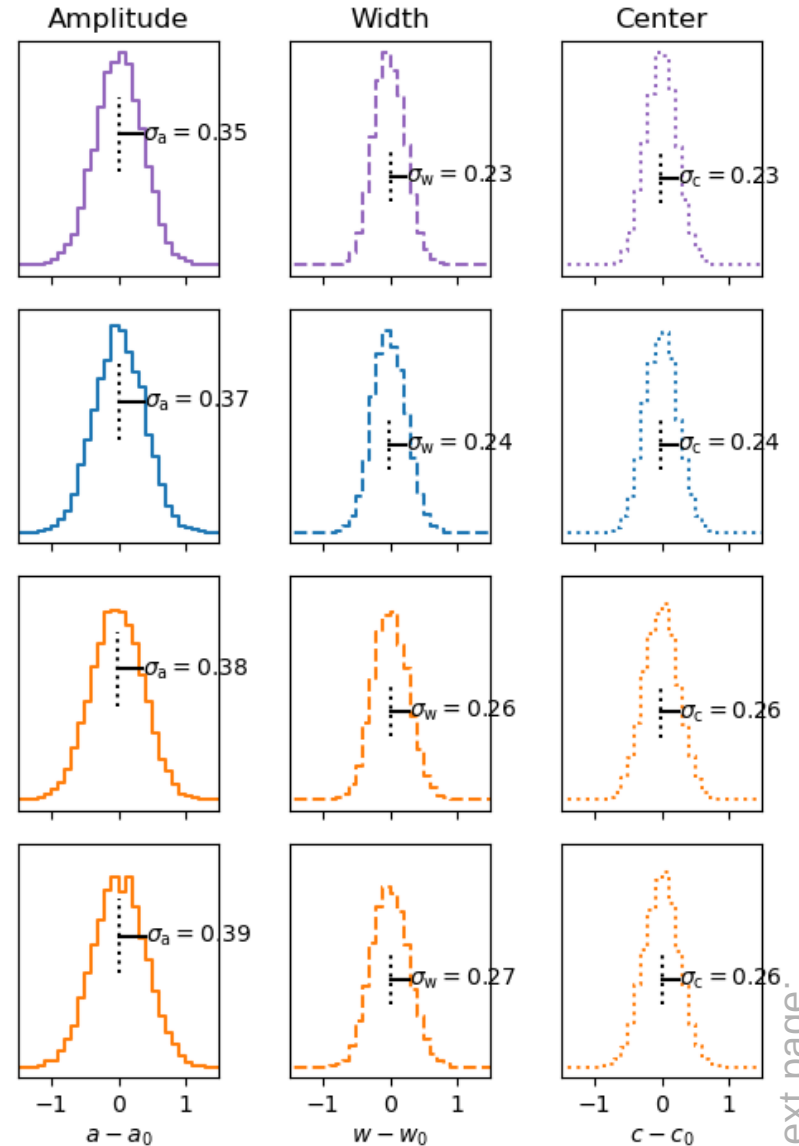 Amplitude Width Center
σa = 0.35 σw = 0.23 σc = 0.23
σa = 0.37 σw = 0.24 σc = 0.24
σa = 0.38 σw = 0.26 σc = 0.26
σa = 0.39 σw = 0.27 σc = 0.26
−1 0 1 −1 0 1 −1 0 1
a − a0 w − w0 c − c0
ext page.